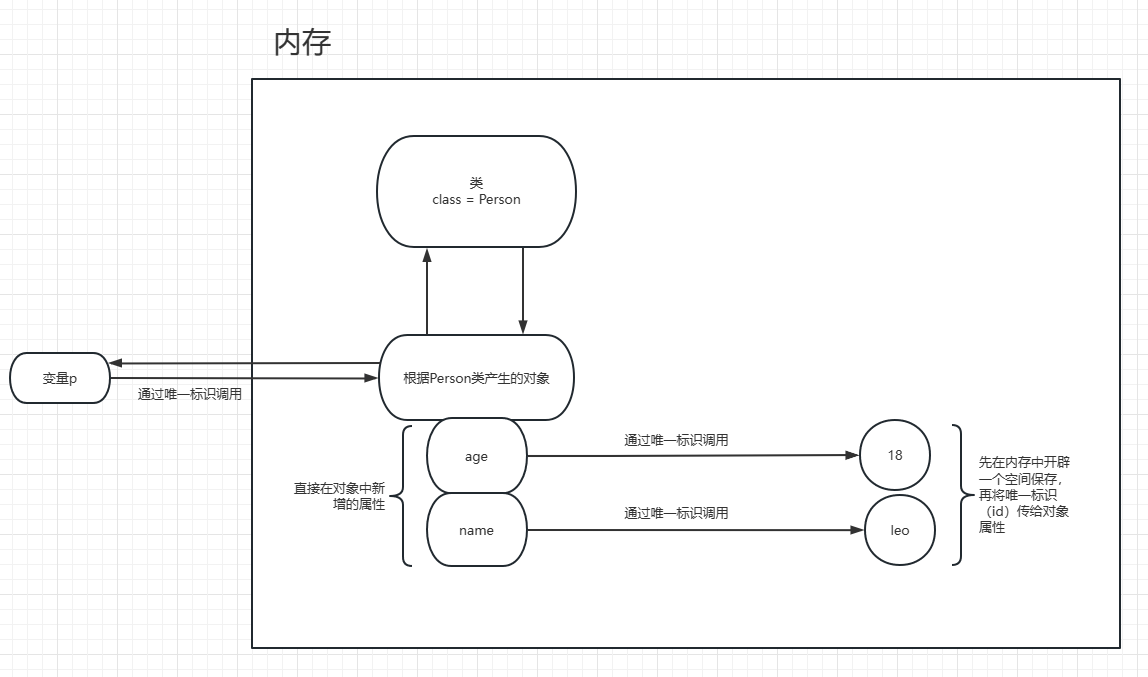 内存
类
class = Person
变量p
通过唯一标识调用
根据Person类产生的对象
age
通过唯一标识调用
18
直接在对象中新
增的属性
name
通过唯一标识调用
leo
先在内存中开辟
一个空间保存，
再将唯一标识
（id）传给对象
属性